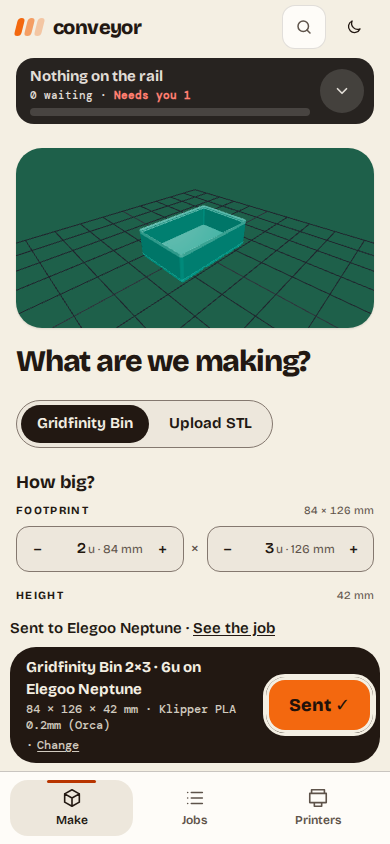 conveyor
Nothing on the rail
0 waiting · Needs you 1
What are we making?
Gridfinity Bin
Upload STL
How big?
FOOTPRINT
84 × 126 mm
− 2 u · 84 mm +
×
− 3 u · 126 mm +
HEIGHT
42 mm
Sent to Elegoo Neptune · See the job
Gridfinity Bin 2×3 · 6u on
Elegoo Neptune
84 × 126 × 42 mm · Klipper PLA
0.2mm (Orca)
· Change
Sent ✓
Make
Jobs
Printers